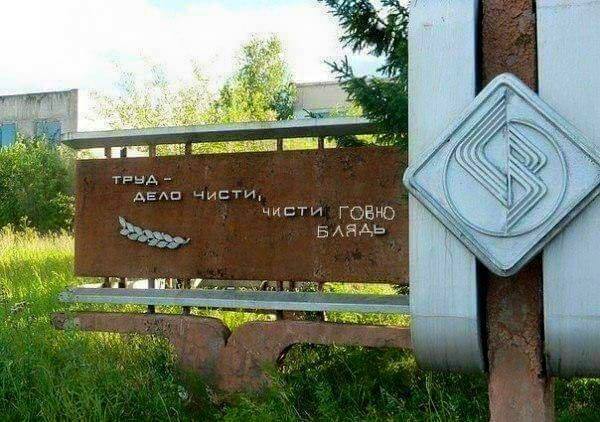 ТРУД -
ДЕЛО ЧИСТИ,
ЧИСТИ ГОВНО
БЛЯДЬ